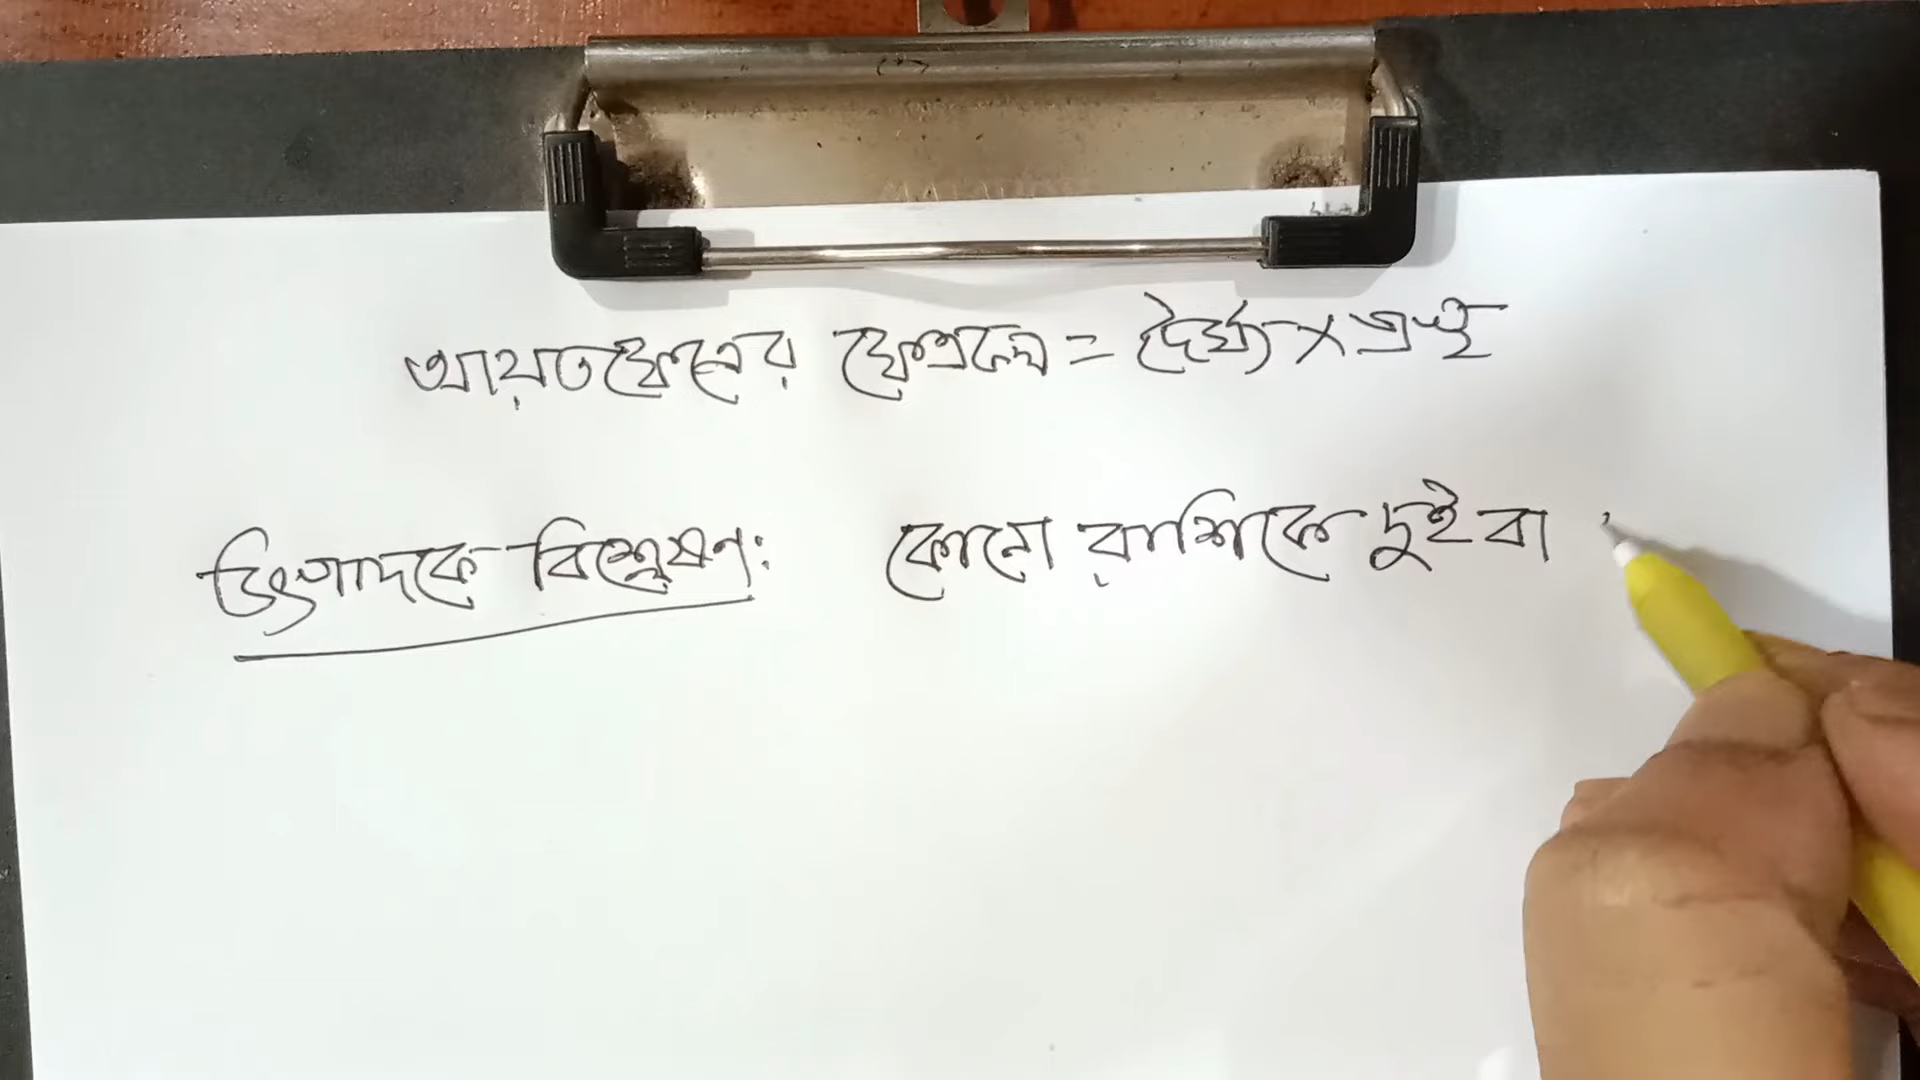 আয়তক্ষেত্রের ক্ষেত্রফল = দৈর্ঘ্য × প্রস্থ
উৎপাদকে বিশ্লেষণ: কোনো রাশিকে দুই বা